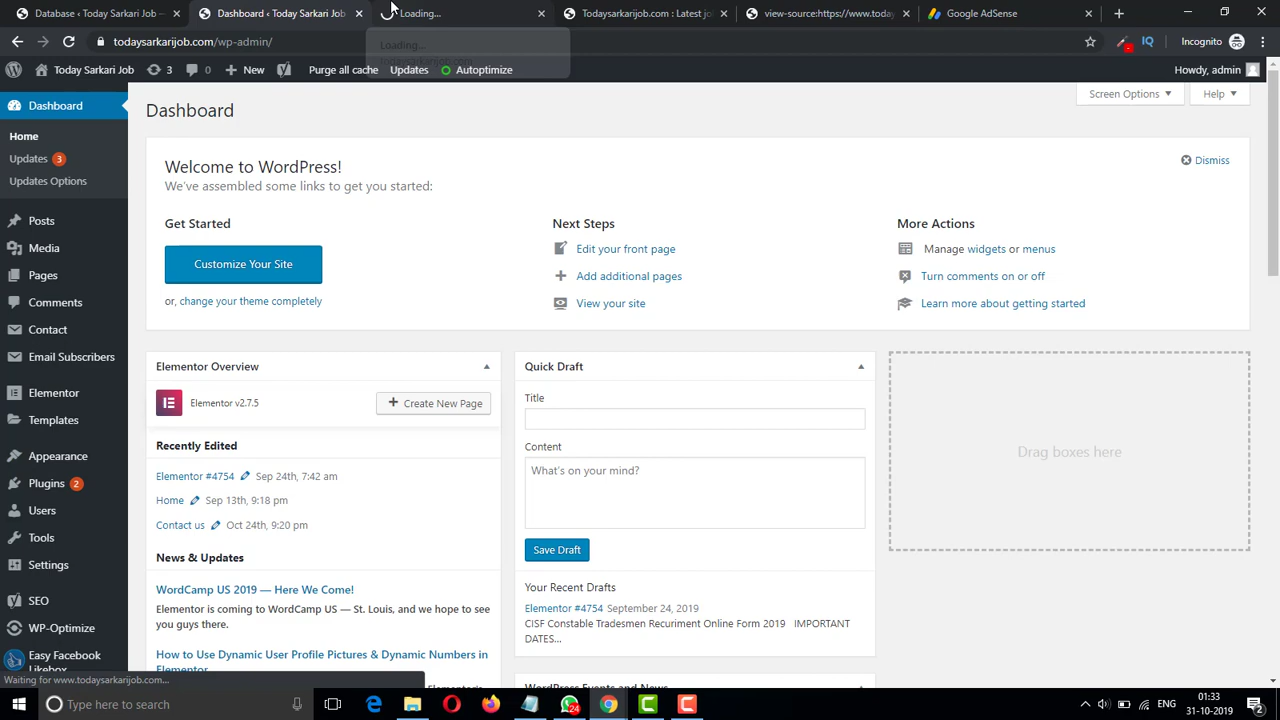 Database ‹ Today Sarkari Job —
Dashboard ‹ Today Sarkari Job
Loading...
Todaysarkarijob.com : Latest jo
view-source:https://www.today
Google AdSense
todaysarkarijob.com/wp-admin/
Incognito
Loading...
Today Sarkari Job
3
0
New
Purge all cache
Updates
Autoptimize
Howdy, admin
Dashboard
Home
Updates 3
Updates Options
Posts
Media
Pages
Comments
Contact
Email Subscribers
Elementor
Templates
Appearance
Plugins 2
Users
Tools
Settings
SEO
WP-Optimize
Easy Facebook
Likebox
Dashboard
Screen Options
Help
Welcome to WordPress!
We've assembled some links to get you started:
Dismiss
Get Started
Customize Your Site
or, change your theme completely
Next Steps
Edit your front page
Add additional pages
View your site
More Actions
Manage widgets or menus
Turn comments on or off
Learn more about getting started
Elementor Overview
Elementor v2.7.5
Create New Page
Recently Edited
Elementor #4754 Sep 24th, 7:42 am
Home Sep 13th, 9:18 pm
Contact us Oct 24th, 9:20 pm
News & Updates
WordCamp US 2019 — Here We Come!
Elementor is coming to WordCamp US — St. Louis, and we hope to see
you guys there.
How to Use Dynamic User Profile Pictures & Dynamic Numbers in
Elementor
Quick Draft
Title
Content
What's on your mind?
Save Draft
Your Recent Drafts
Elementor #4754 September 24, 2019
CISF Constable Tradesmen Recuriment Online Form 2019 IMPORTANT
DATES...
WordPress Events and News
Drag boxes here
Waiting for www.todaysarkarijob.com...
Type here to search
24
ENG
01:33
31-10-2019
2